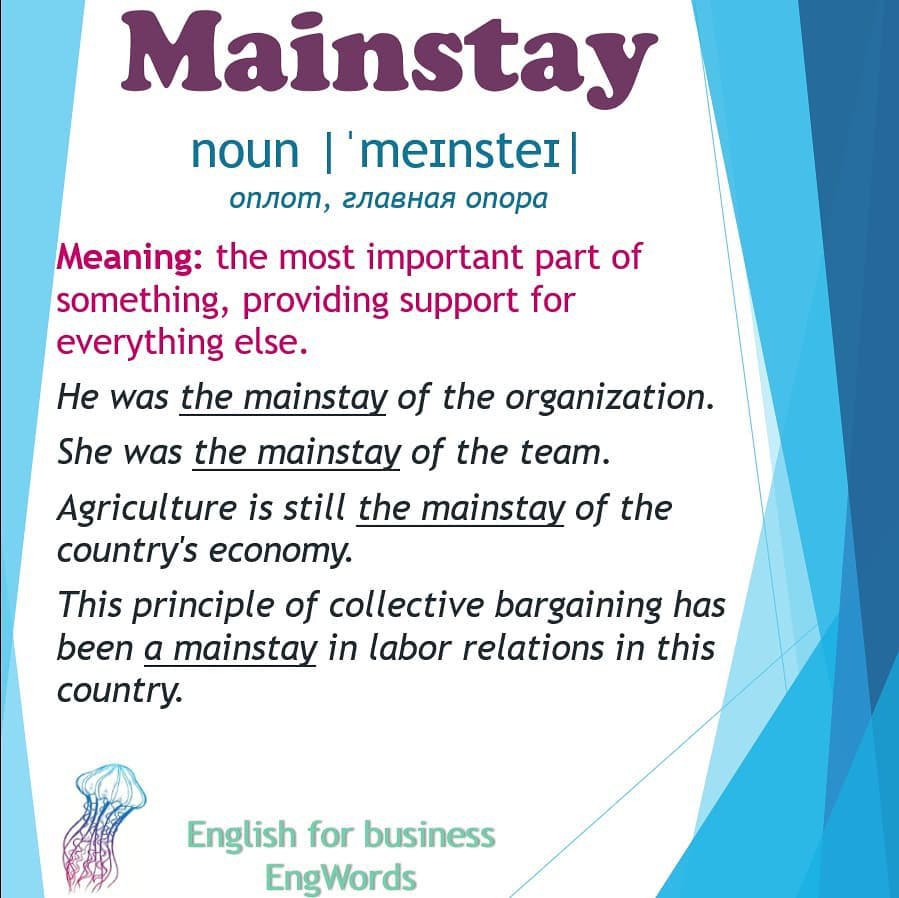 Mainstay
noun |ˈmeɪnsteɪ|
оплот, главная опора
Meaning: the most important part of
something, providing support for
everything else.
He was the mainstay of the organization.
She was the mainstay of the team.
Agriculture is still the mainstay of the
country's economy.
This principle of collective bargaining has
been a mainstay in labor relations in this
country.
English for business
EngWords